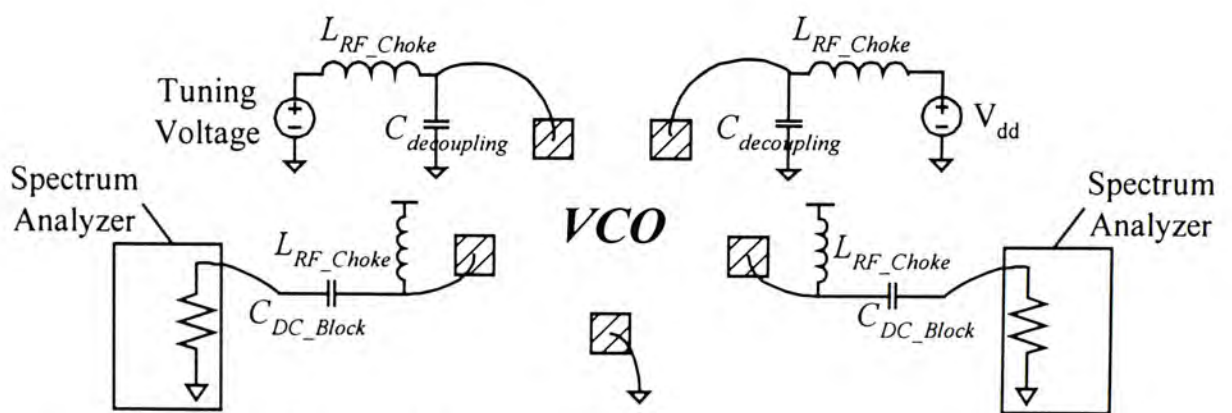 L_RF_Choke
L_RF_Choke
Tuning
Voltage
C_decoupling
C_decoupling
V_dd
Spectrum
Analyzer
VCO
Spectrum
Analyzer
L_RF_Choke
L_RF_Choke
C_DC_Block
C_DC_Block